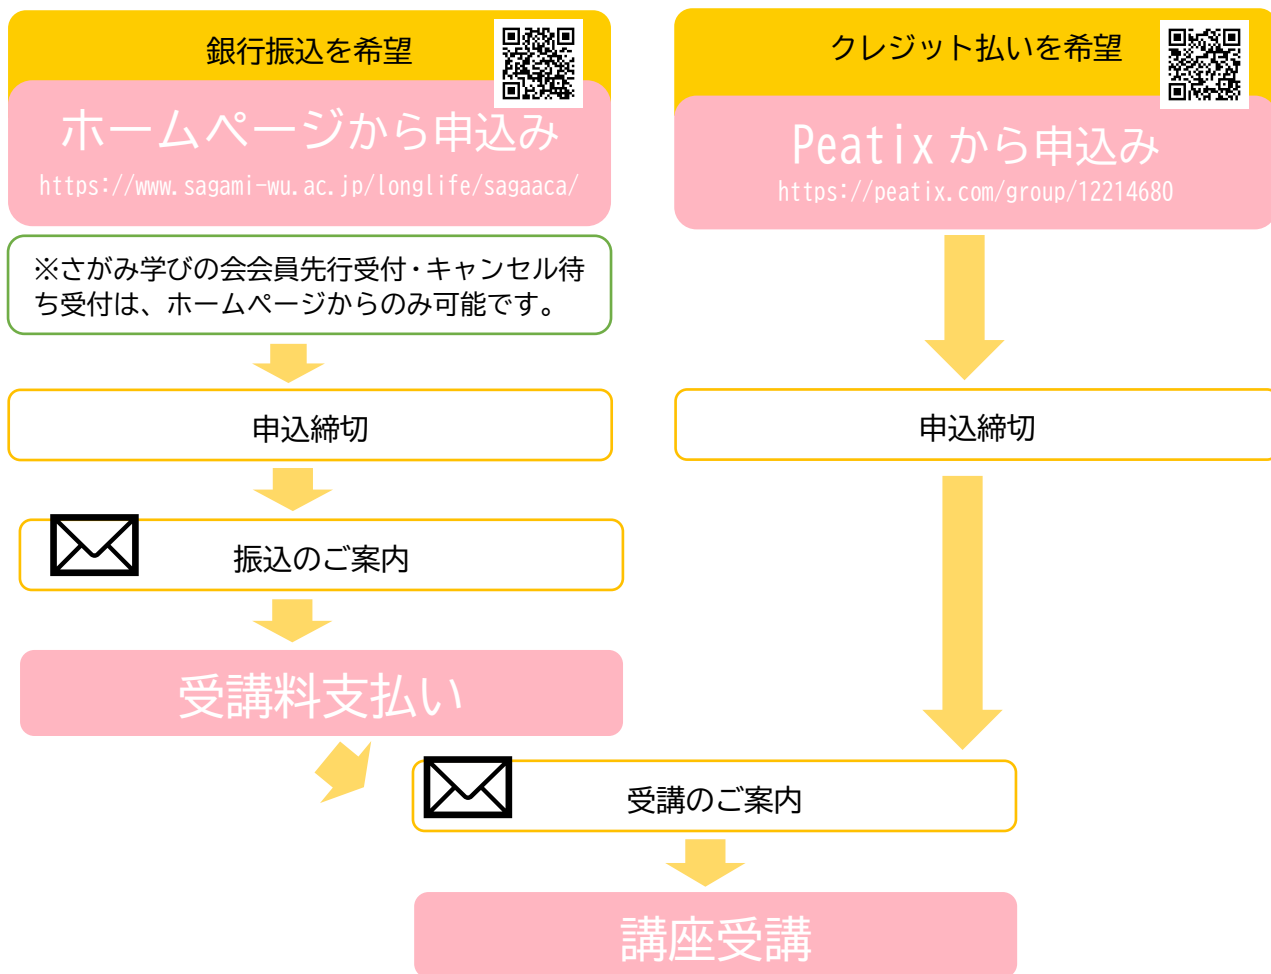 銀行振込を希望
ホームページから申込み
https://www.sagami-wu.ac.jp/longlife/sagaaca/
※さがみ学びの会会員先行受付・キャンセル待
ち受付は、ホームページからのみ可能です。
申込締切
振込のご案内
受講料支払い
クレジット払いを希望
Peatix から申込み
https://peatix.com/group/12214680
申込締切
受講のご案内
講座受講